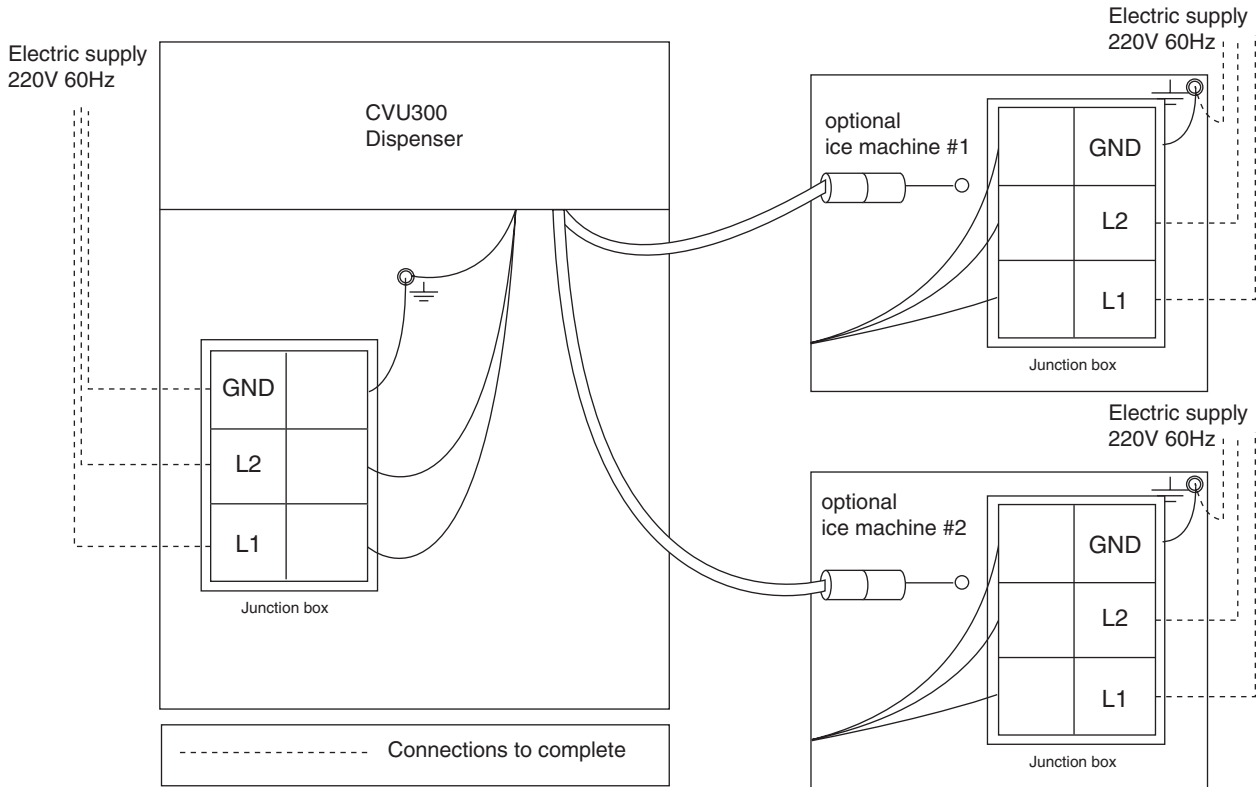 Electric supply
220V 60Hz
CVU300
Dispenser
GND
L2
L1
Junction box
Connections to complete
Electric supply
220V 60Hz
optional
ice machine #1
GND
L2
L1
Junction box
Electric supply
220V 60Hz
optional
ice machine #2
GND
L2
L1
Junction box